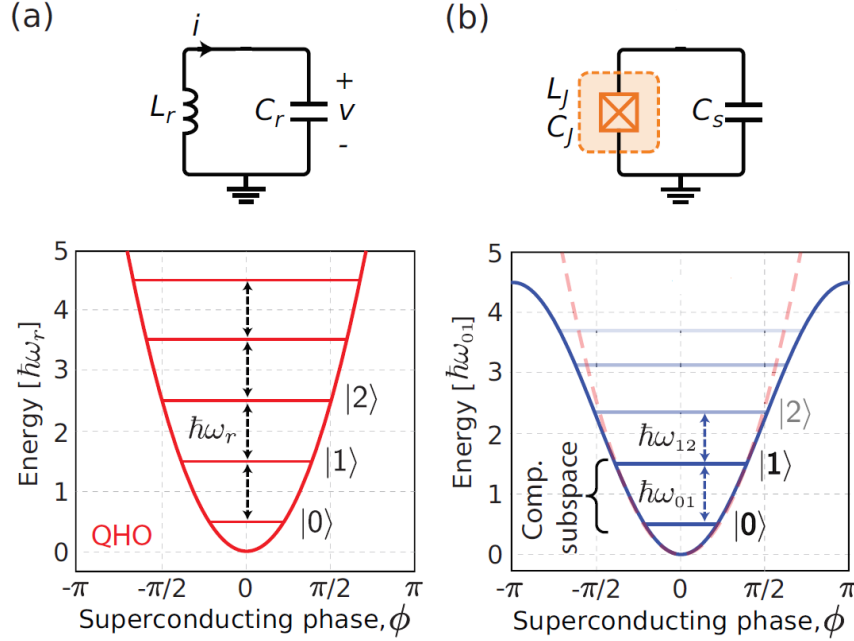 (a)
i
L_r
C_r
+
v
-
(b)
L_J
C_J
C_s
Energy [ℏω_r]
5
4
3
2
1
0
|2⟩
ℏω_r
|1⟩
|0⟩
QHO
-π
-π/2
0
π/2
π
Superconducting phase, ϕ
Energy [ℏω_01]
5
4
3
2
1
0
|2⟩
ℏω_12
|1⟩
Comp.
subspace
ℏω_01
|0⟩
-π
-π/2
0
π/2
π
Superconducting phase, ϕ